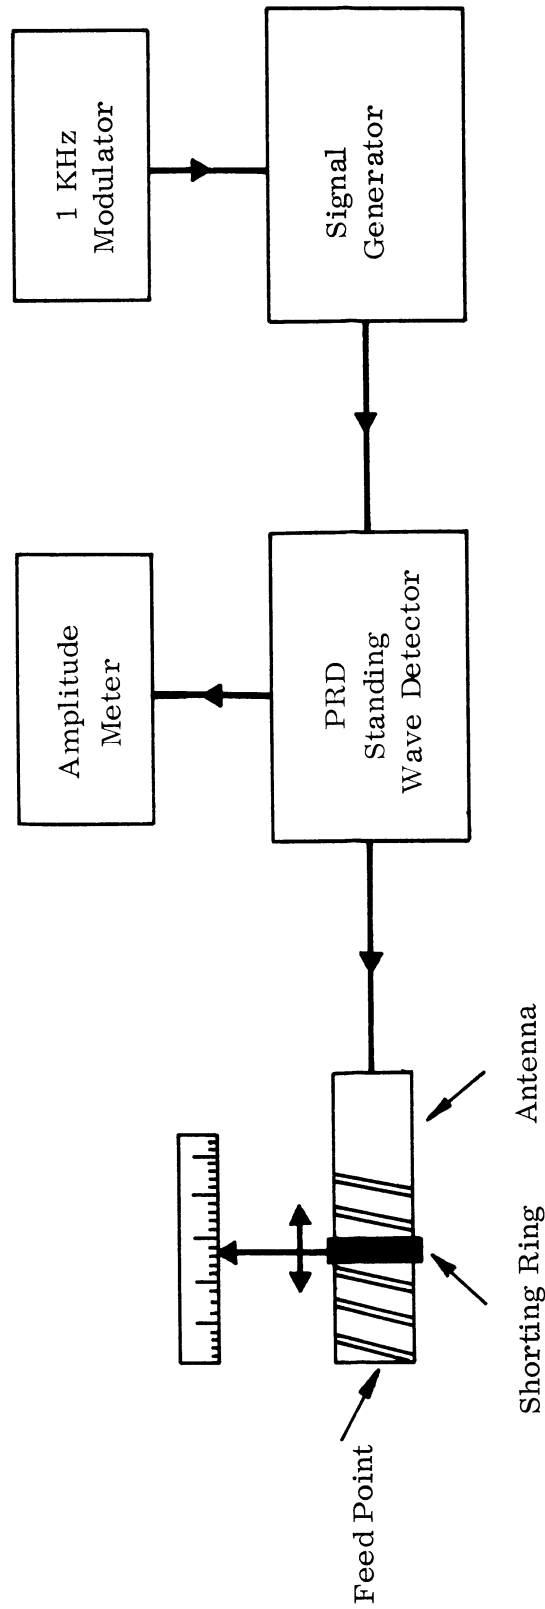 Feed Point
Shorting Ring
Antenna
Amplitude
Meter
PRD
Standing
Wave Detector
1 KHz
Modulator
Signal
Generator